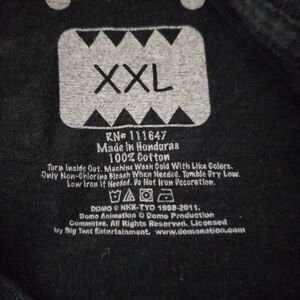 XXL
RN# 111647
Made in Honduras
100% Cotton
Turn Inside Out. Machine Wash Cold With Like Colors.
Only Non-Chlorine Bleach When Needed. Tumble Dry Low.
Low Iron if Needed. Do Not Iron Decoration.
DOMO © NHK-TYO 1998-2011.
Domo Animation © Domo Production
Committee. All Rights Reserved. Licensed
by Big Tent Entertainment. www.domonation.com